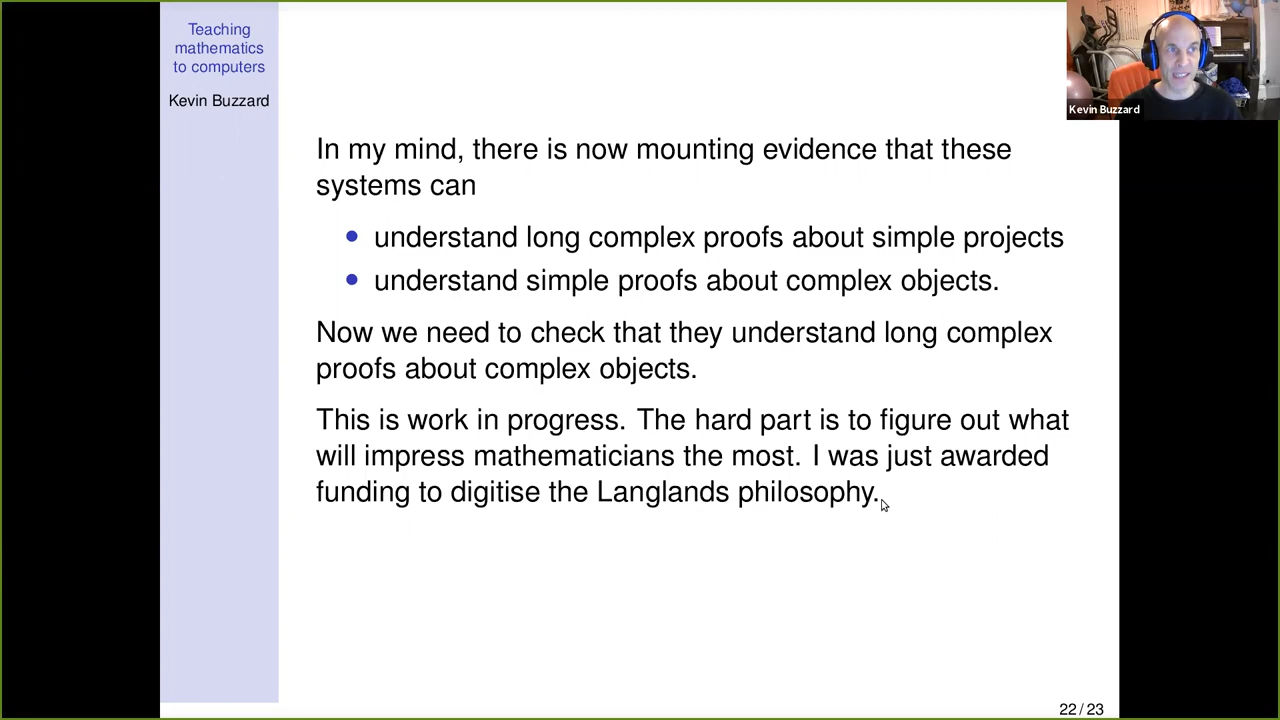 Teaching
mathematics
to computers
Kevin Buzzard
Kevin Buzzard
In my mind, there is now mounting evidence that these
systems can
• understand long complex proofs about simple projects
• understand simple proofs about complex objects.
Now we need to check that they understand long complex
proofs about complex objects.
This is work in progress. The hard part is to figure out what
will impress mathematicians the most. I was just awarded
funding to digitise the Langlands philosophy.
22 / 23